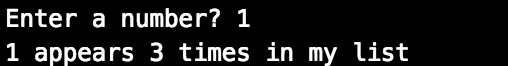 Enter a number? 1
1 appears 3 times in my list